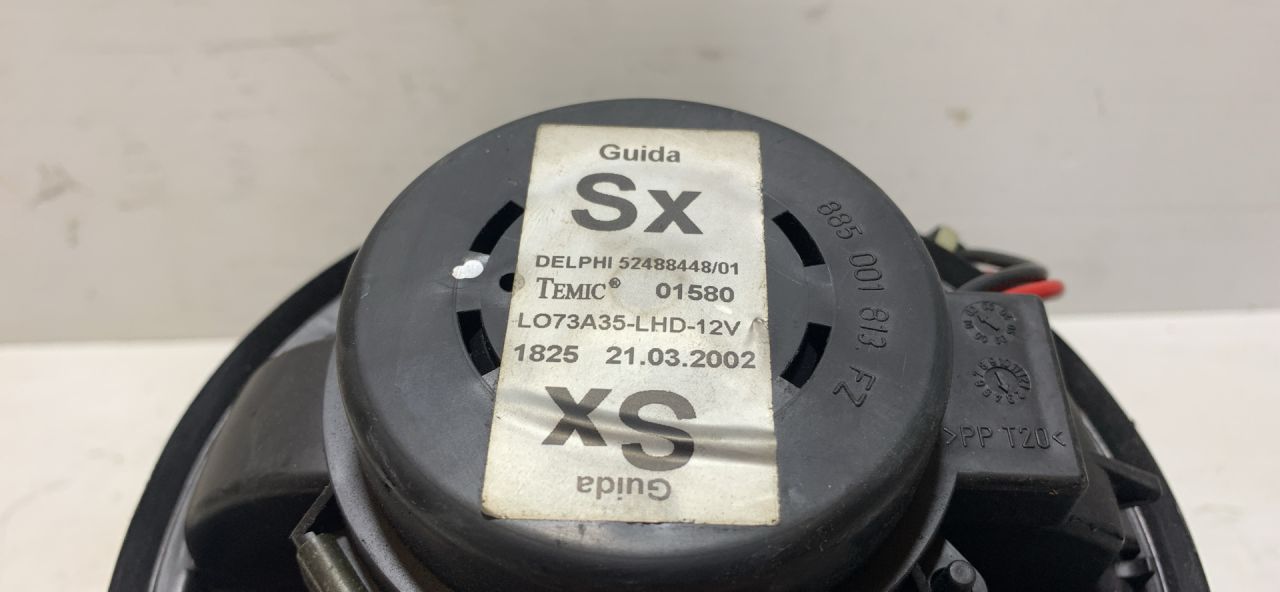 Guida
Sx
DELPHI 52488448/01
TEMIC® 01580
LO73A35-LHD-12V
1825 21.03.2002
Sx
Guida
885 001 813 FZ
>PP T20<